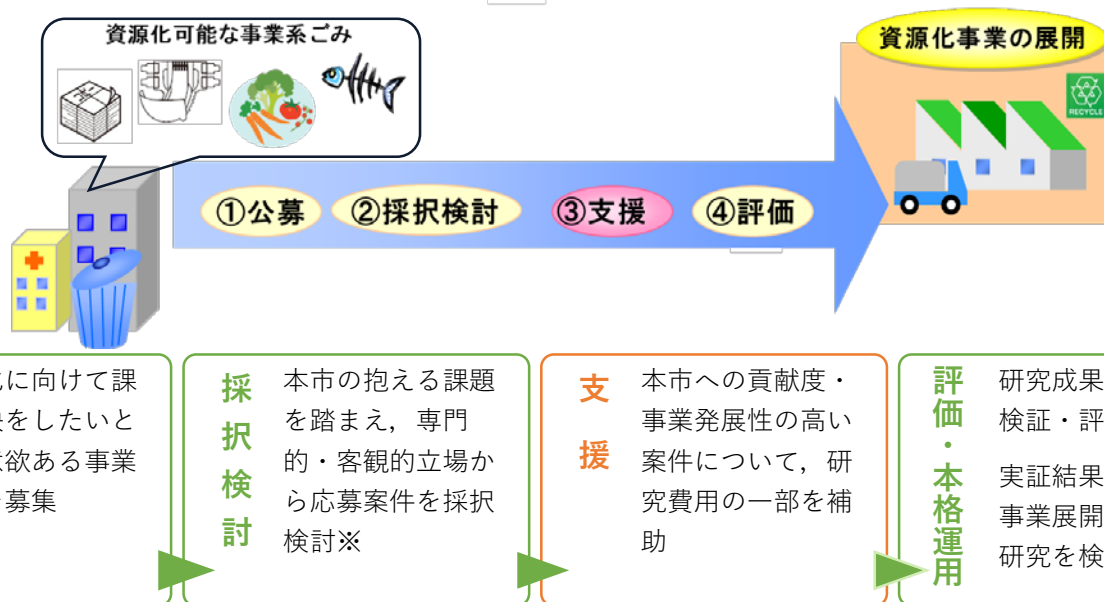 資源化可能な事業系ごみ
資源化事業の展開
RECYCLE
①公募
②採択検討
③支援
④評価
に向けて課
をしたいと
欲ある事業
募集
採択検討
本市の抱える課題
を踏まえ，専門
的・客観的立場か
ら応募案件を採択
検討※
支援
本市への貢献度・
事業発展性の高い
案件について，研
究費用の一部を補
助
評価・本格運用
研究成果
検証・評
実証結果
事業展開
研究を検